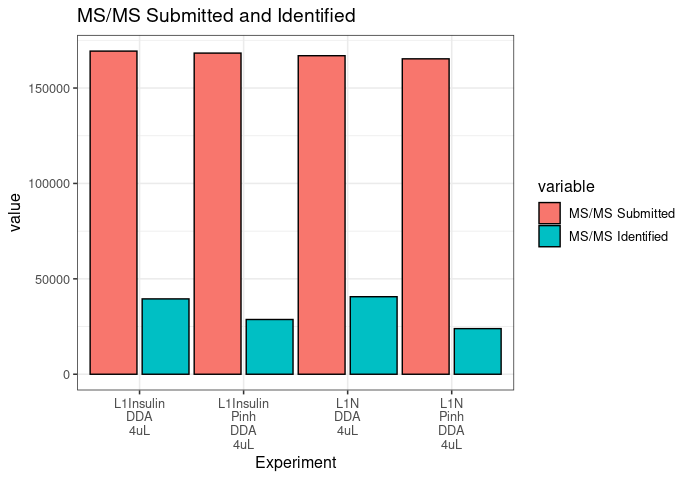 MS/MS Submitted and Identified
value
150000
100000
50000
0
L1Insulin
DDA
4uL
L1Insulin
Pinh
DDA
4uL
L1N
DDA
4uL
L1N
Pinh
DDA
4uL
Experiment
variable
MS/MS Submitted
MS/MS Identified